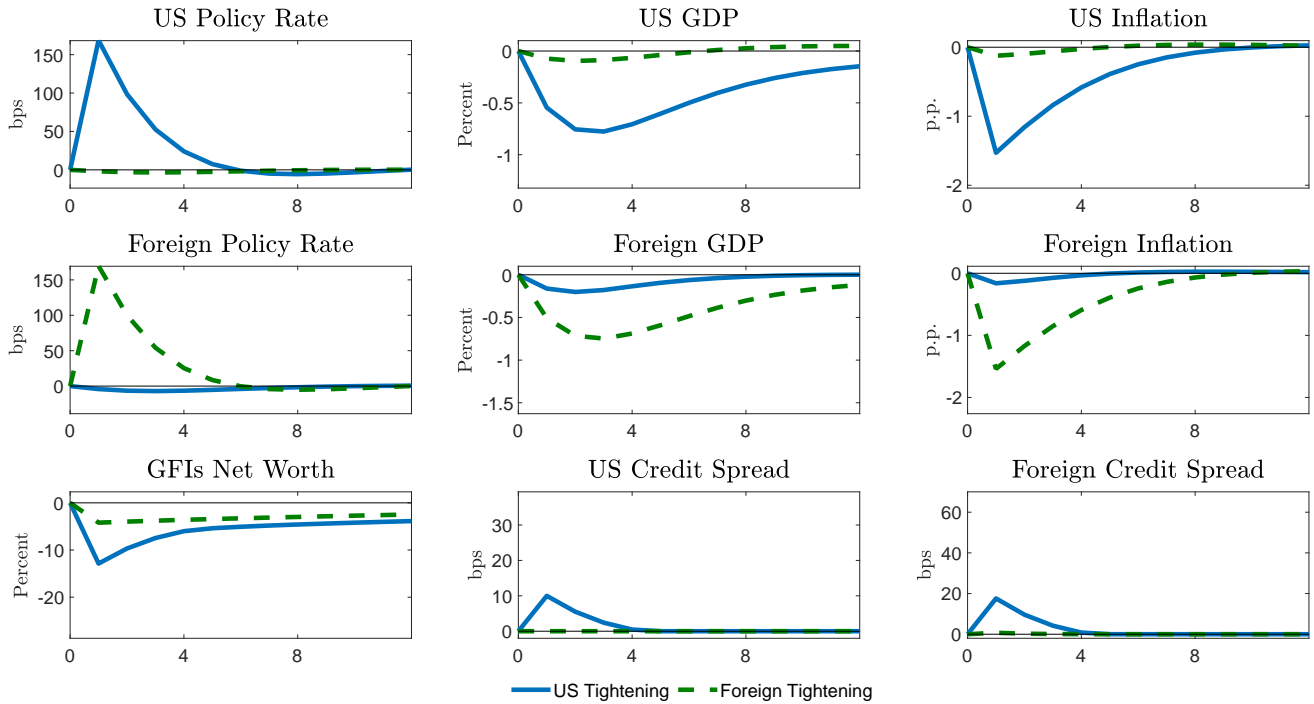 US Policy Rate
US GDP
US Inflation
150
100
50
0
bps
0
4
8
0
-0.5
-1
Percent
0
4
8
0
-1
-2
p.p.
0
4
8
Foreign Policy Rate
Foreign GDP
Foreign Inflation
150
100
50
0
bps
0
4
8
0
-0.5
-1
-1.5
Percent
0
4
8
0
-1
-2
p.p.
0
4
8
GFIs Net Worth
US Credit Spread
Foreign Credit Spread
0
-10
-20
Percent
0
4
8
30
20
10
0
bps
0
4
8
60
40
20
0
bps
0
4
8
US Tightening
Foreign Tightening